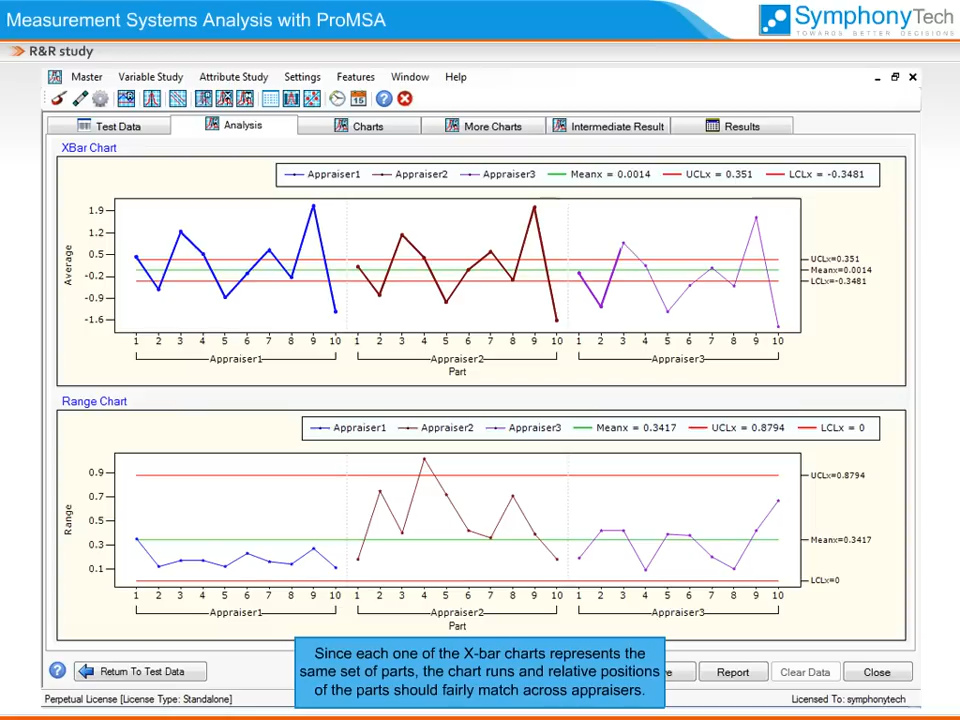 Measurement Systems Analysis with ProMSA
SymphonyTech
TOWARDS BETTER DECISIONS
R&R study
Master Variable Study Attribute Study Settings Features Window Help
15
Test Data Analysis Charts More Charts Intermediate Result Results
XBar Chart
Appraiser1 Appraiser2 Appraiser3 Meanx = 0.0014 UCLx = 0.351 LCLx = -0.3481
Average
1.9
1.2
0.5
-0.2
-0.9
-1.6
UCLx=0.351
Meanx=0.0014
LCLx=-0.3481
1 2 3 4 5 6 7 8 9 10 1 2 3 4 5 6 7 8 9 10 1 2 3 4 5 6 7 8 9 10
Appraiser1 Appraiser2 Appraiser3
Part
Range Chart
Appraiser1 Appraiser2 Appraiser3 Meanx = 0.3417 UCLx = 0.8794 LCLx = 0
Range
0.9
0.7
0.5
0.3
0.1
UCLx=0.8794
Meanx=0.3417
LCLx=0
1 2 3 4 5 6 7 8 9 10 1 2 3 4 5 6 7 8 9 10 1 2 3 4 5 6 7 8 9 10
Appraiser1 Appraiser2 Appraiser3
Part
Since each one of the X-bar charts represents the
same set of parts, the chart runs and relative positions
of the parts should fairly match across appraisers.
Return To Test Data Report Clear Data Close
Perpetual License [License Type: Standalone] Licensed To: symphonytech